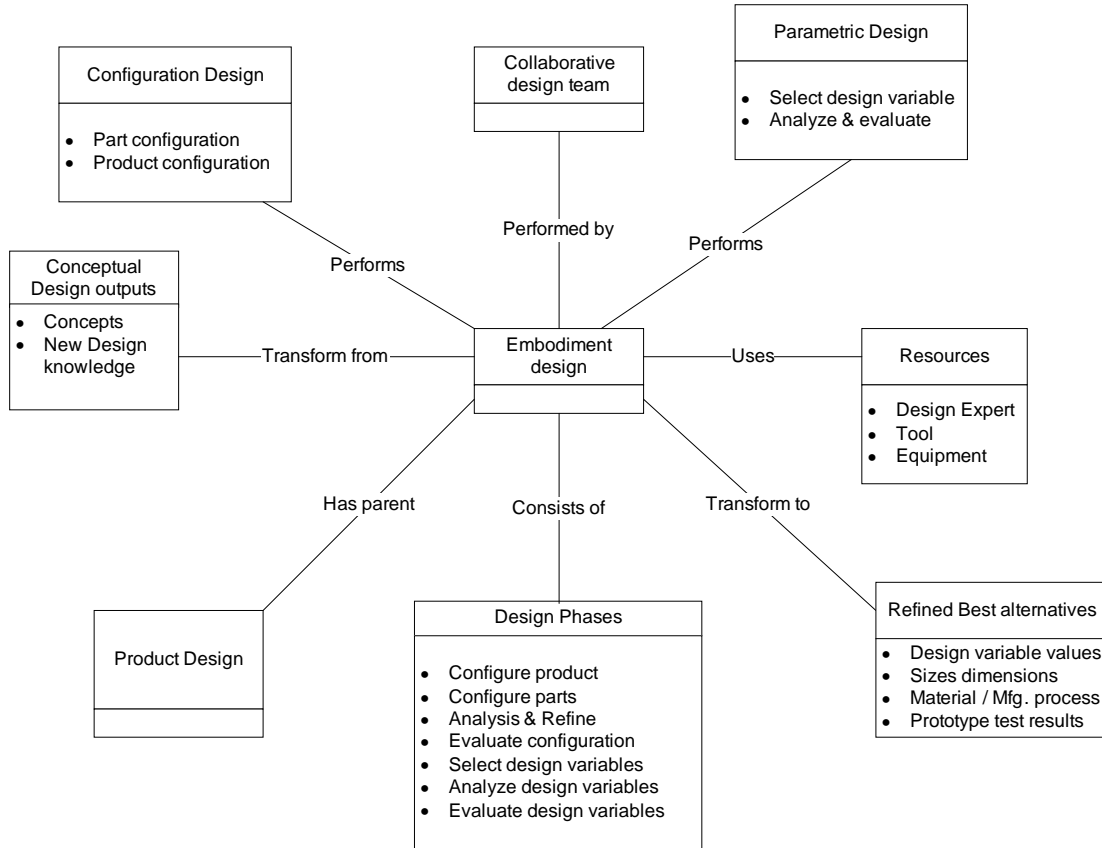 Parametric Design
• Select design variable
• Analyze & evaluate
Configuration Design
• Part configuration
• Product configuration
Collaborative
design team
Performed by
Performs
Performs
Conceptual
Design outputs
• Concepts
• New Design
knowledge
Transform from
Embodiment
design
Uses
Resources
• Design Expert
• Tool
• Equipment
Has parent
Consists of
Transform to
Product Design
Design Phases
• Configure product
• Configure parts
• Analysis & Refine
• Evaluate configuration
• Select design variables
• Analyze design variables
• Evaluate design variables
Refined Best alternatives
• Design variable values
• Sizes dimensions
• Material / Mfg. process
• Prototype test results